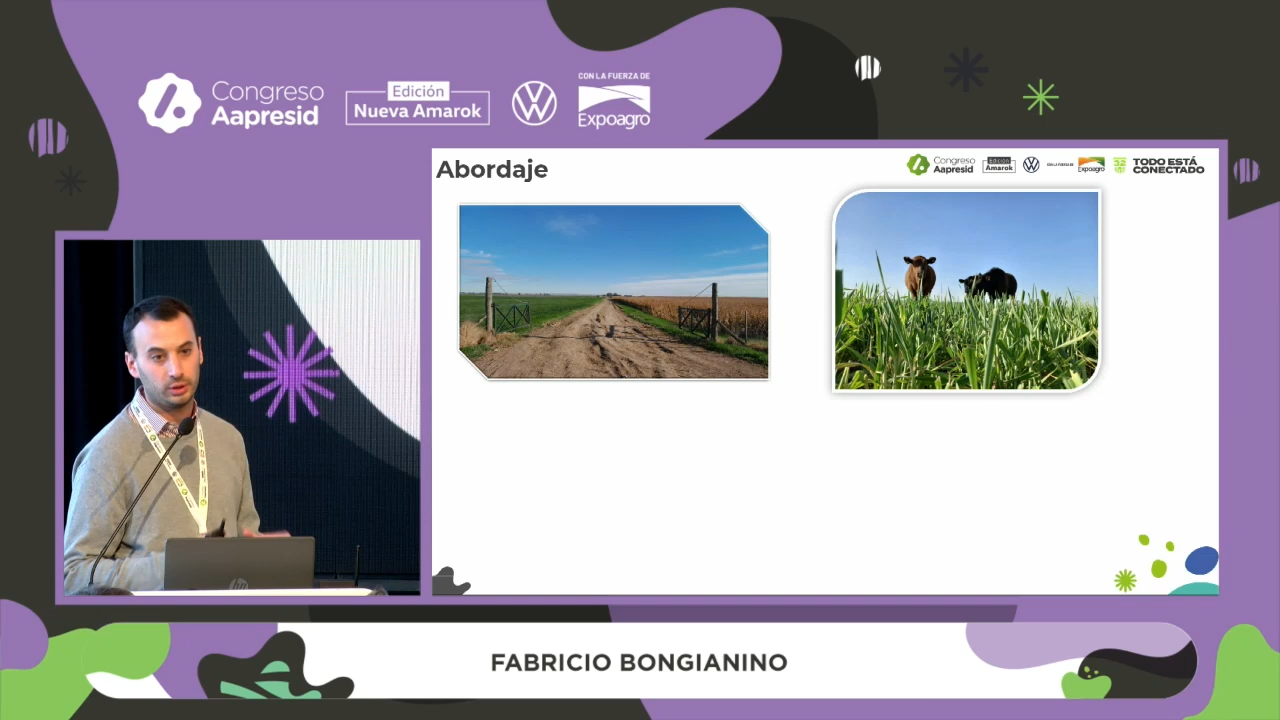 Congreso
Aapresid
Edición
Nueva Amarok
CON LA FUERZA DE
Expoagro
Abordaje
Congreso
Aapresid
Edición
Amarok
CON LA FUERZA DE
Expoagro
TODO ESTÁ
CONECTADO
hp
FABRICIO BONGIANINO